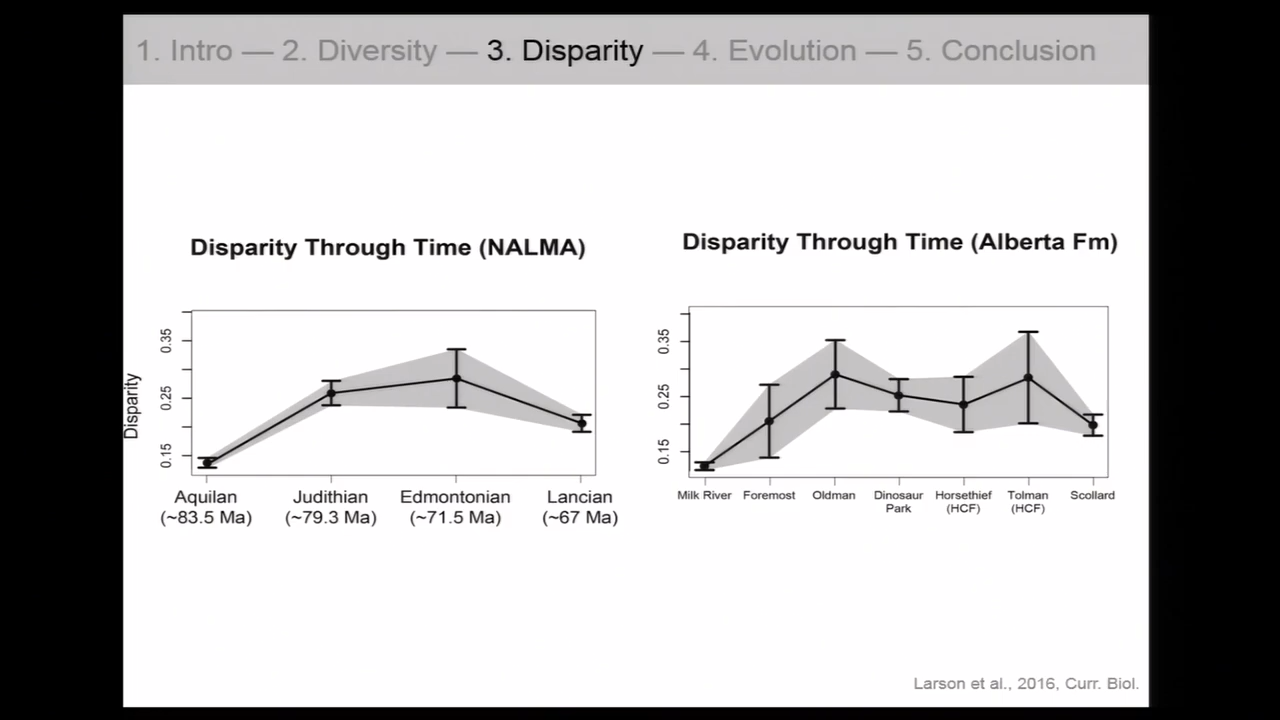 1. Intro — 2. Diversity — 3. Disparity — 4. Evolution — 5. Conclusion
Disparity Through Time (NALMA)
Disparity
0.35
0.25
0.15
Aquilan
(~83.5 Ma)
Judithian
(~79.3 Ma)
Edmontonian
(~71.5 Ma)
Lancian
(~67 Ma)
Disparity Through Time (Alberta Fm)
0.35
0.25
0.15
Milk River
Foremost
Oldman
Dinosaur
Park
Horsethief
(HCF)
Tolman
(HCF)
Scollard
Larson et al., 2016, Curr. Biol.